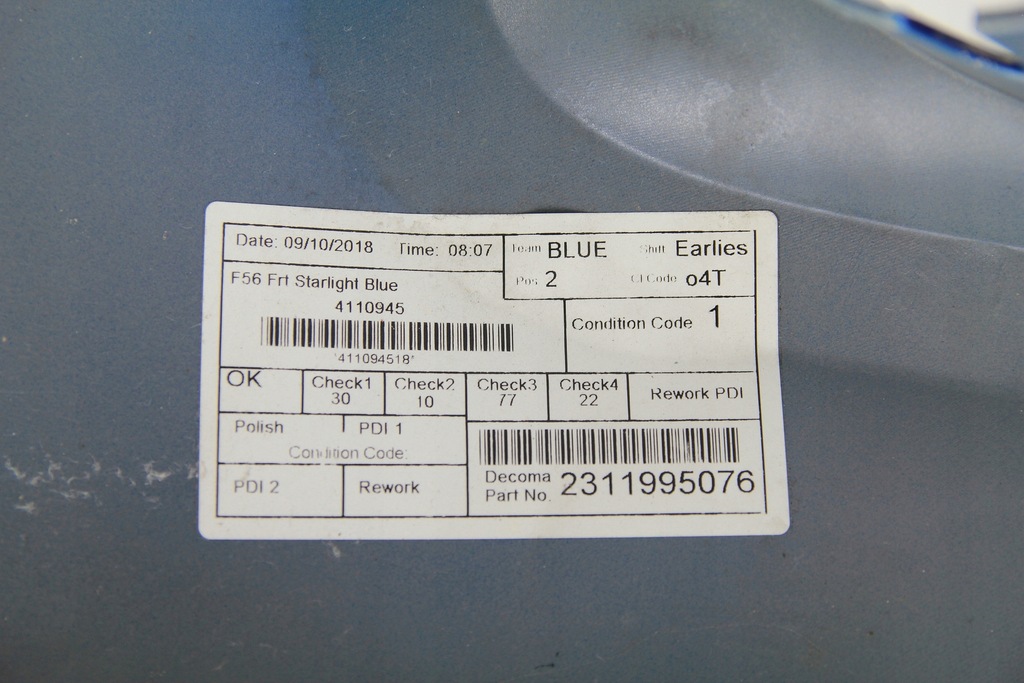 Date: 09/10/2018 Time: 08:07
Team BLUE Shift Earlies
Pos 2 Cl Code o4T
F56 Frt Starlight Blue
4110945
*411094518*
Condition Code 1
OK
Check1 30
Check2 10
Check3 77
Check4 22
Rework PDI
Polish PDI 1
Condition Code:
PDI 2 Rework
Decoma
Part No. 2311995076